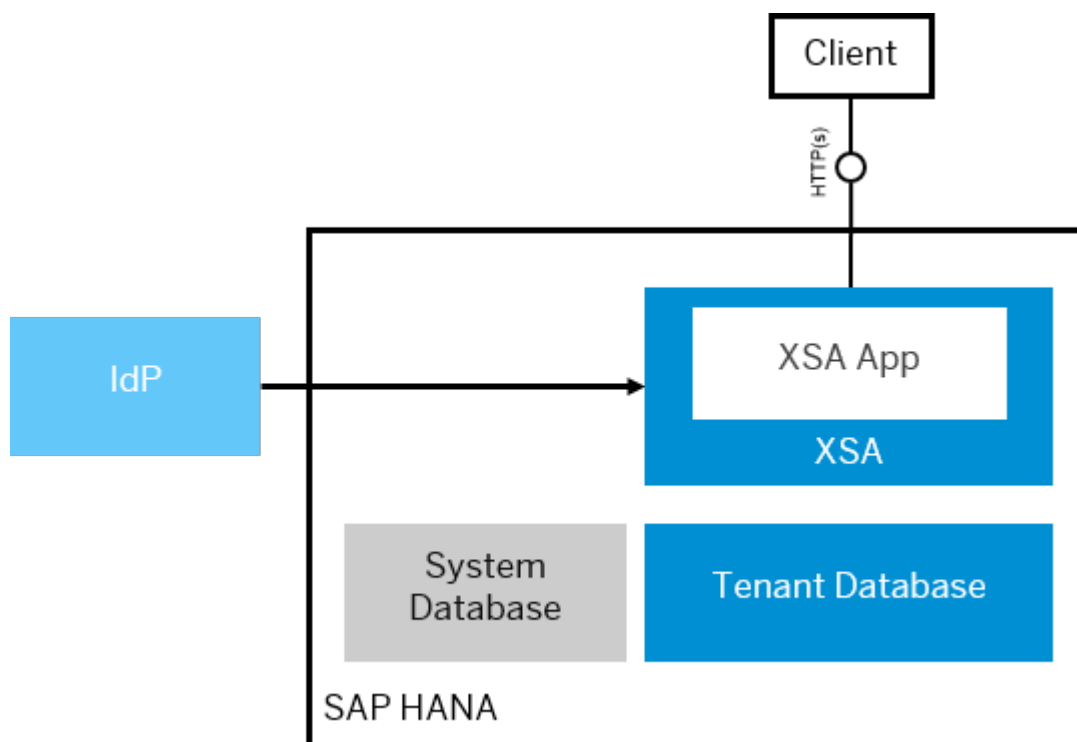 Client
HTTP(s)
IdP
XSA App
XSA
System
Database
Tenant Database
SAP HANA